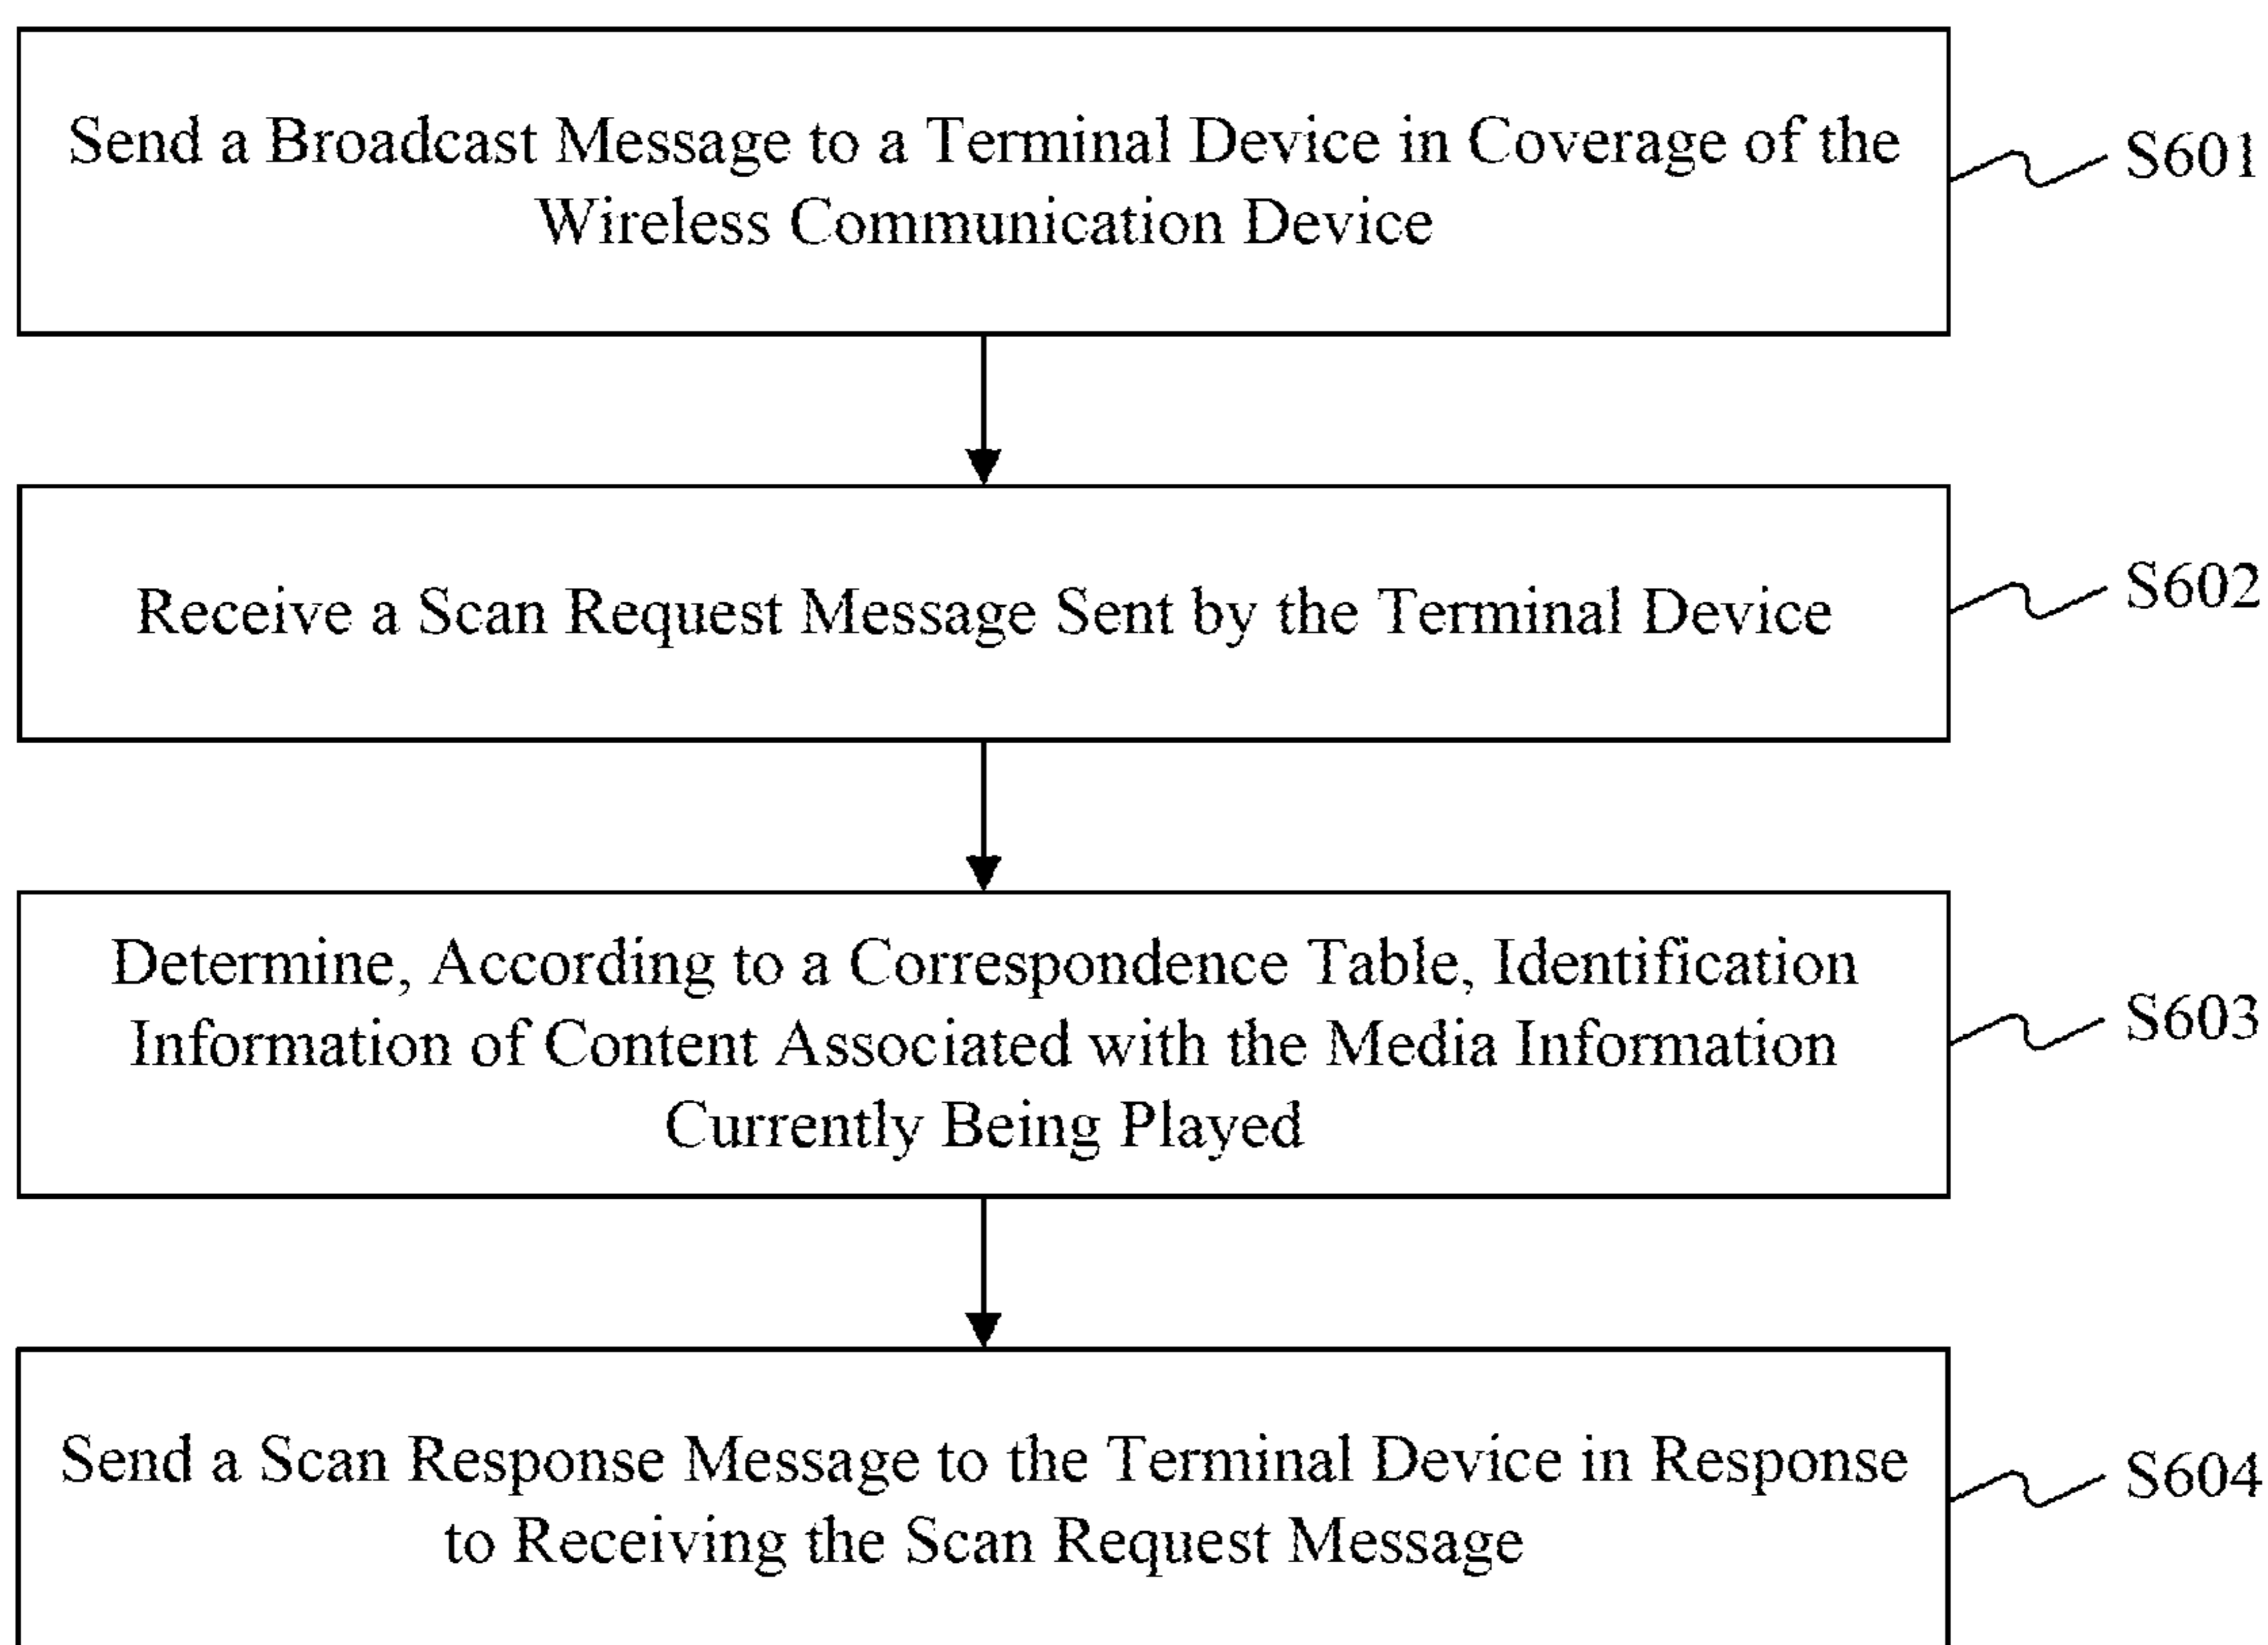 Send a Broadcast Message to a Terminal Device in Coverage of the
Wireless Communication Device
S601
Receive a Scan Request Message Sent by the Terminal Device
S602
Determine, According to a Correspondence Table, Identification
Information of Content Associated with the Media Information
Currently Being Played
S603
Send a Scan Response Message to the Terminal Device in Response
to Receiving the Scan Request Message
S604